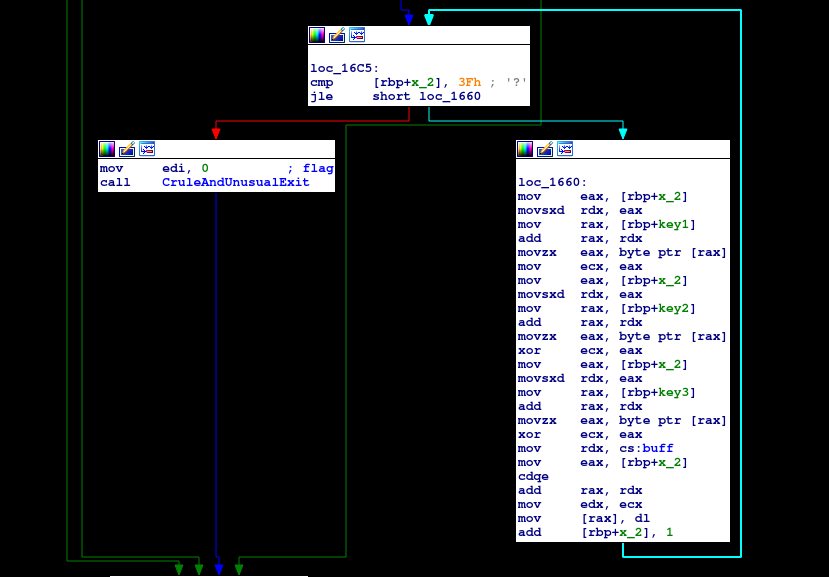 loc_16C5:
cmp     [rbp+x_2], 3Fh ; '?'
jle     short loc_1660
mov     edi, 0          ; flag
call    CruleAndUnusualExit
loc_1660:
mov     eax, [rbp+x_2]
movsxd  rdx, eax
mov     rax, [rbp+key1]
add     rax, rdx
movzx   eax, byte ptr [rax]
mov     ecx, eax
mov     eax, [rbp+x_2]
movsxd  rdx, eax
mov     rax, [rbp+key2]
add     rax, rdx
movzx   eax, byte ptr [rax]
xor     ecx, eax
mov     eax, [rbp+x_2]
movsxd  rdx, eax
mov     rax, [rbp+key3]
add     rax, rdx
movzx   eax, byte ptr [rax]
xor     ecx, eax
mov     rdx, cs:buff
mov     eax, [rbp+x_2]
cdqe
add     rax, rdx
mov     edx, ecx
mov     [rax], dl
add     [rbp+x_2], 1